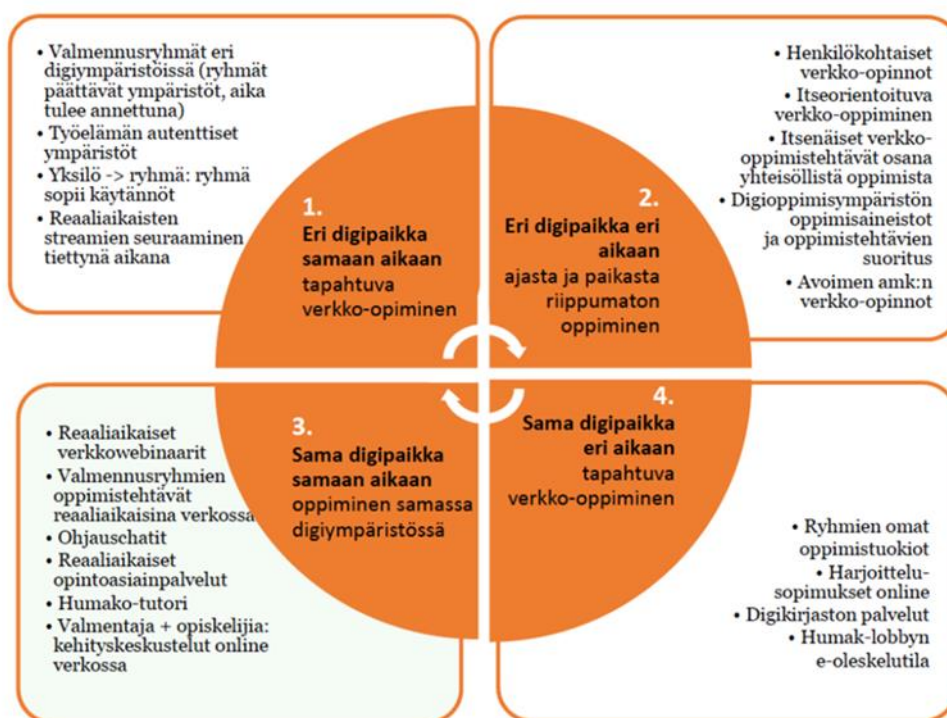 • Valmennusryhmät eri
digiympäristöissä (ryhmät
päättävät ympäristöt, aika
tulee annettuna)
• Työelämän autenttiset
ympäristöt
• Yksilö -> ryhmä: ryhmä
sopii käytännöt
• Reaaliaikaisten
streamien seuraaminen
tiettynä aikana
1.
Eri digipaikka
samaan aikaan
tapahtuva
verkko-opiminen
2.
Eri digipaikka eri
aikaan
ajasta ja paikasta
riippumaton
oppiminen
• Henkilökohtaiset
verkko-opinnot
• Itseorientoituva
verkko-oppiminen
• Itsenäiset verkko-
oppimistehtävät osana
yhteisöllistä oppimista
• Digioppimisympäristön
oppimisaineistot
ja oppimistehtävien
suoritus
• Avoimen amk:n
verkko-opinnot
• Reaaliaikaiset
verkkowebinaarit
• Valmennusryhmien
oppimistehtävät
reaaliaikaisina verkossa
• Ohjauschatit
• Reaaliaikaiset
opintoasiainpalvelut
• Humako-tutori
• Valmentaja + opiskelijia:
kehityskeskustelut online
verkossa
3.
Sama digipaikka
samaan aikaan
oppiminen samassa
digiympäristössä
4.
Sama digipaikka
eri aikaan
tapahtuva
verkko-oppiminen
• Ryhmien omat
oppimistuokiot
• Harjoittelu-
sopimukset online
• Digikirjaston palvelut
• Humak-lobbyn
e-oleskelutila